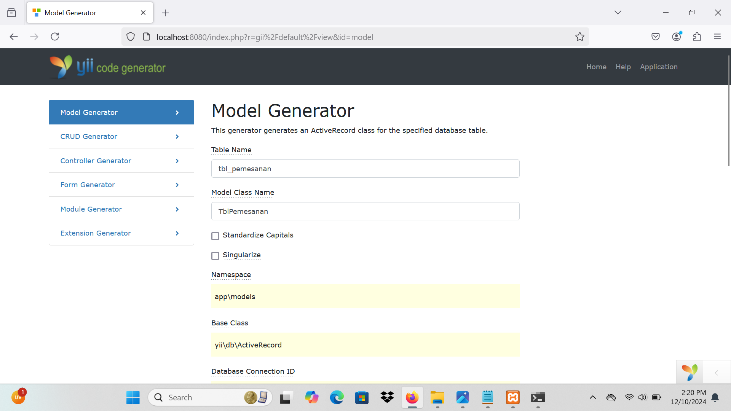 Model Generator
localhost:8080/index.php?r=gii%2Fdefault%2Fview&id=model
yii code generator
Home Help Application
Model Generator
CRUD Generator
Controller Generator
Form Generator
Module Generator
Extension Generator
Model Generator
This generator generates an ActiveRecord class for the specified database table.
Table Name
tbl_pemesanan
Model Class Name
TblPemesanan
Standardize Capitals
Singularize
Namespace
app\models
Base Class
yii\db\ActiveRecord
Database Connection ID
Search
2:20 PM
12/10/2024